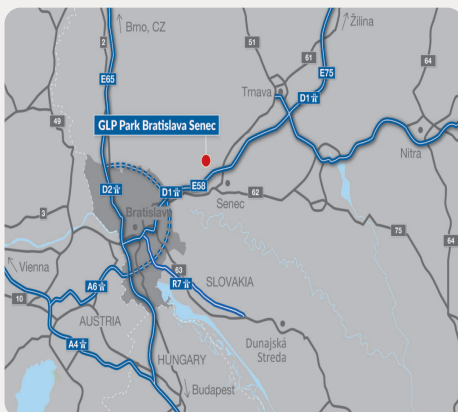 Brno, CZ
Žilina
2
51
61
64
E65
E75
Trnava
D1
GLP Park Bratislava Senec
49
Nitra
D2
D1
E58
Senec
62
Bratislava
3
75
64
Vienna
63
SLOVAKIA
A6
R7
10
AUSTRIA
Dunajská
Streda
A4
HUNGARY
Budapest